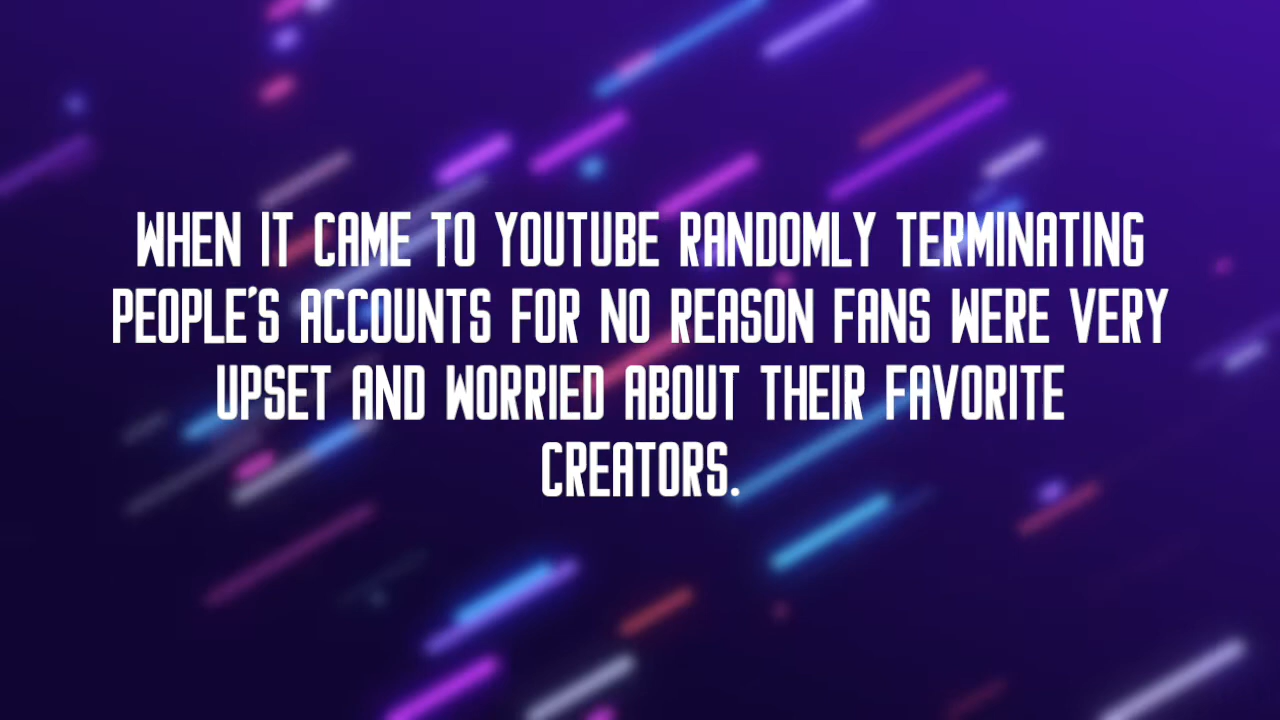 WHEN IT CAME TO YOUTUBE RANDOMLY TERMINATING
PEOPLE'S ACCOUNTS FOR NO REASON FANS WERE VERY
UPSET AND WORRIED ABOUT THEIR FAVORITE
CREATORS.